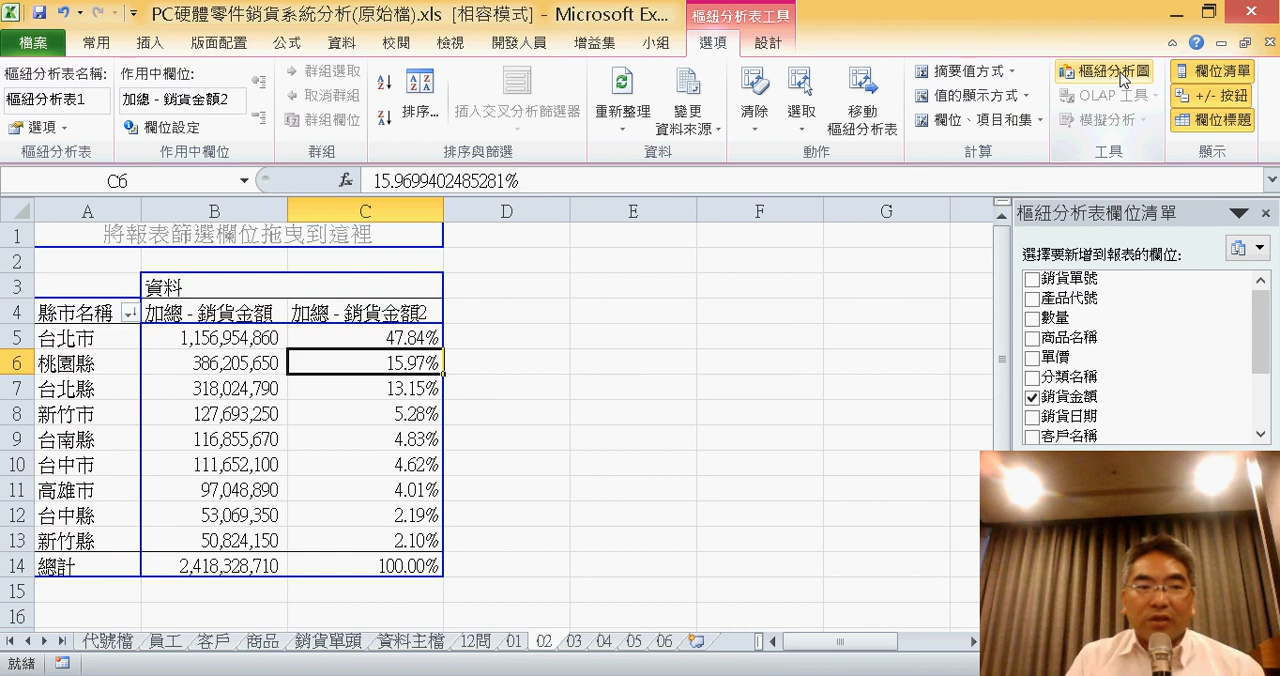 PC硬體零件銷貨系統分析(原始檔).xls [相容模式] - Microsoft Ex...
樞紐分析表工具
檔案 常用 插入 版面配置 公式 資料 校閱 檢視 開發人員 增益集 小組 選項 設計
樞紐分析表名稱:
樞紐分析表1
選項
樞紐分析表
作用中欄位:
加總 - 銷貨金額2
欄位設定
作用中欄位
群組選取
取消群組
群組欄位
群組
排序...
插入交叉分析篩選器
排序與篩選
重新整理
變更
資料來源
資料
清除
選取
移動
樞紐分析表
動作
摘要值方式
值的顯示方式
欄位、項目和集
計算
樞紐分析圖
OLAP 工具
模擬分析
工具
欄位清單
+/- 按鈕
欄位標題
顯示
C6
fx
15.9699402485281%
A B C D E F G
1 將報表篩選欄位拖曳到這裡
2
3 資料
4 縣市名稱 加總 - 銷貨金額 加總 - 銷貨金額2
5 台北市 1,156,954,860 47.84%
6 桃園縣 386,205,650 15.97%
7 台北縣 318,024,790 13.15%
8 新竹市 127,693,250 5.28%
9 台南縣 116,855,670 4.83%
10 台中市 111,652,100 4.62%
11 高雄市 97,048,890 4.01%
12 台中縣 53,069,350 2.19%
13 新竹縣 50,824,150 2.10%
14 總計 2,418,328,710 100.00%
15
16
樞紐分析表欄位清單
選擇要新增到報表的欄位:
銷貨單號
產品代號
數量
商品名稱
單價
分類名稱
銷貨金額
銷貨日期
客戶名稱
代號檔 員工 客戶 商品 銷貨單頭 資料主檔 12問 01 02 03 04 05 06
就緒